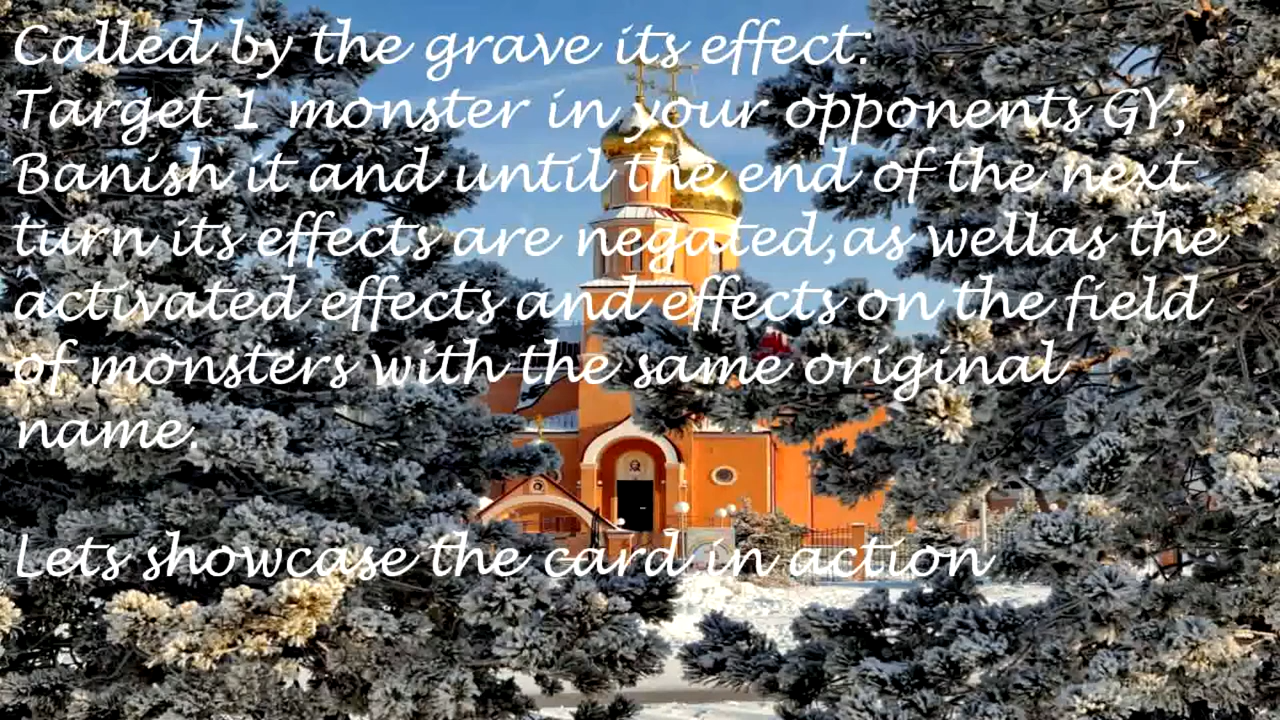 Called by the grave its effect:
Target 1 monster in your opponents GY;
Banish it and until the end of the next
turn its effects are negated,as wellas the
activated effects and effects on the field
of monsters with the same original
name.
Lets showcase the card in action